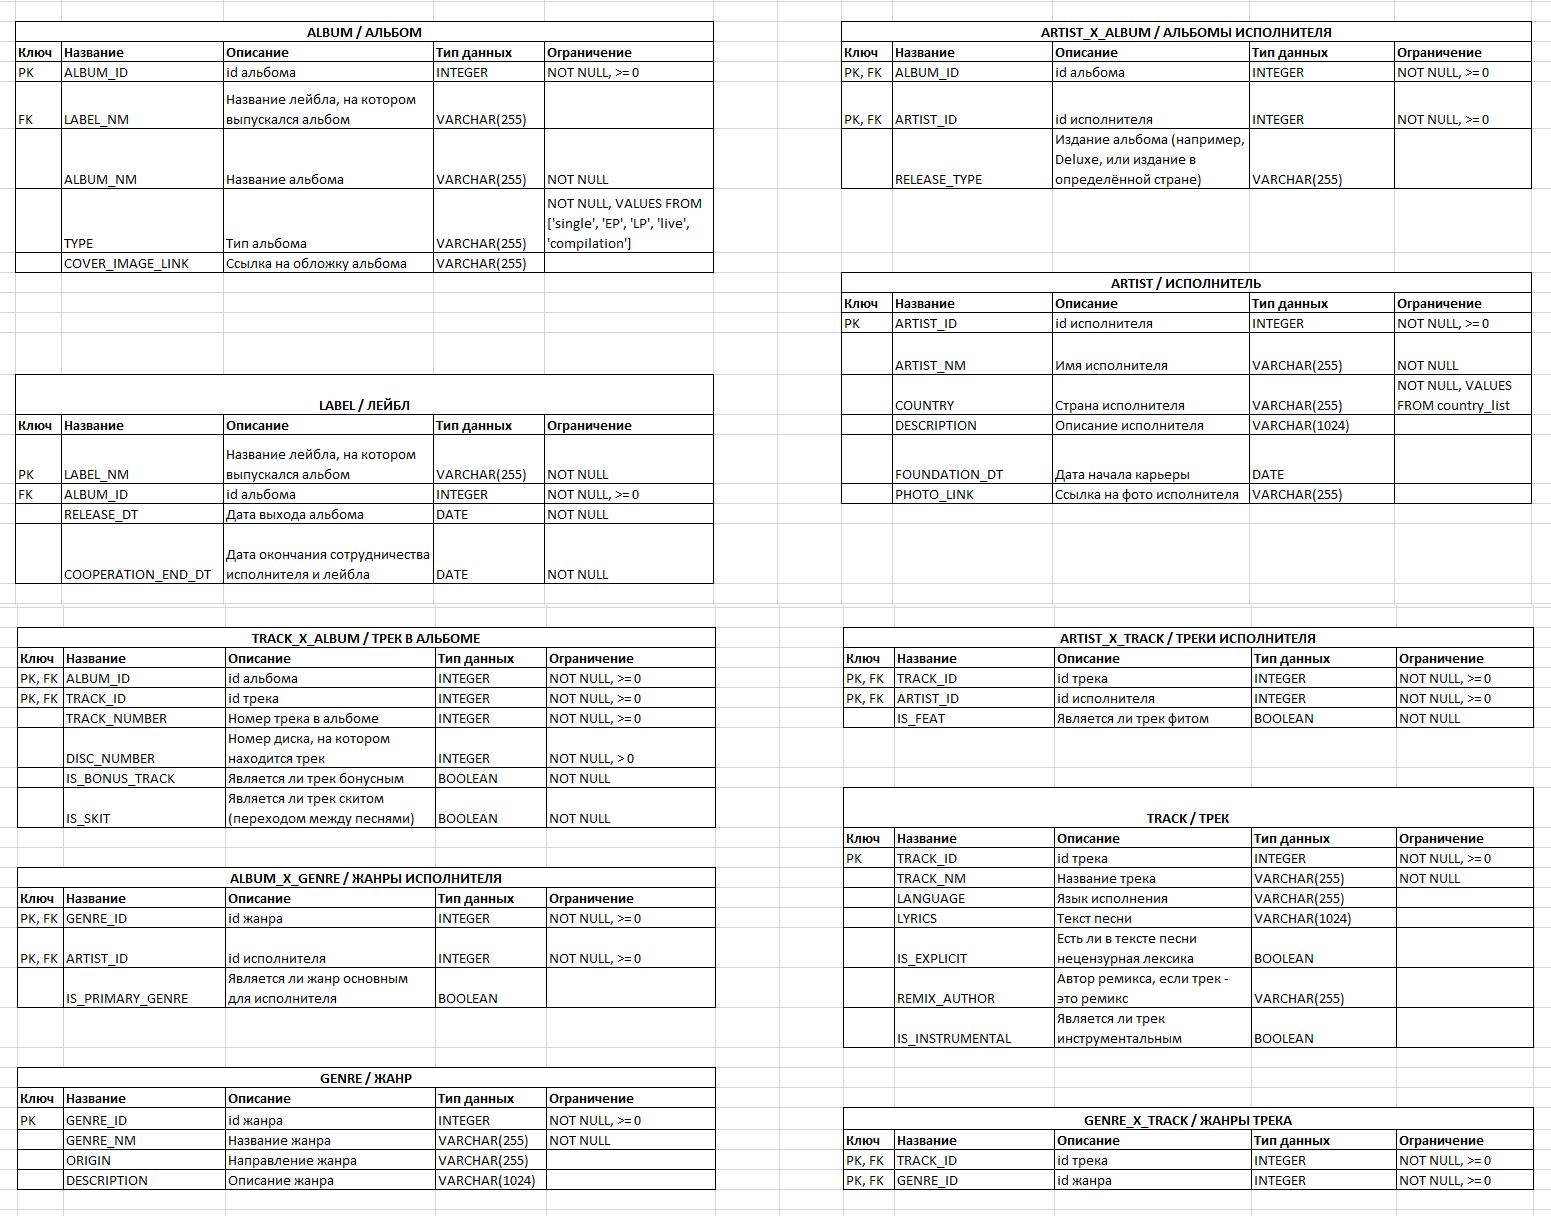 ALBUM / АЛЬБОМ
Ключ Название Описание Тип данных Ограничение
PK ALBUM_ID id альбома INTEGER NOT NULL, >= 0
Название лейбла, на котором
FK LABEL_NM выпускался альбом VARCHAR(255)
ALBUM_NM Название альбома VARCHAR(255) NOT NULL
NOT NULL, VALUES FROM
['single', 'EP', 'LP', 'live',
TYPE Тип альбома VARCHAR(255) 'compilation']
COVER_IMAGE_LINK Ссылка на обложку альбома VARCHAR(255)
ARTIST_X_ALBUM / АЛЬБОМЫ ИСПОЛНИТЕЛЯ
Ключ Название Описание Тип данных Ограничение
PK, FK ALBUM_ID id альбома INTEGER NOT NULL, >= 0
PK, FK ARTIST_ID id исполнителя INTEGER NOT NULL, >= 0
Издание альбома (например,
Deluxe, или издание в
RELEASE_TYPE определённой стране) VARCHAR(255)
ARTIST / ИСПОЛНИТЕЛЬ
Ключ Название Описание Тип данных Ограничение
PK ARTIST_ID id исполнителя INTEGER NOT NULL, >= 0
ARTIST_NM Имя исполнителя VARCHAR(255) NOT NULL
NOT NULL, VALUES
COUNTRY Страна исполнителя VARCHAR(255) FROM country_list
DESCRIPTION Описание исполнителя VARCHAR(1024)
FOUNDATION_DT Дата начала карьеры DATE
PHOTO_LINK Ссылка на фото исполнителя VARCHAR(255)
LABEL / ЛЕЙБЛ
Ключ Название Описание Тип данных Ограничение
Название лейбла, на котором
PK LABEL_NM выпускался альбом VARCHAR(255) NOT NULL
FK ALBUM_ID id альбома INTEGER NOT NULL, >= 0
RELEASE_DT Дата выхода альбома DATE NOT NULL
Дата окончания сотрудничества
COOPERATION_END_DT исполнителя и лейбла DATE NOT NULL
TRACK_X_ALBUM / ТРЕК В АЛЬБОМЕ
Ключ Название Описание Тип данных Ограничение
PK, FK ALBUM_ID id альбома INTEGER NOT NULL, >= 0
PK, FK TRACK_ID id трека INTEGER NOT NULL, >= 0
TRACK_NUMBER Номер трека в альбоме INTEGER NOT NULL, >= 0
Номер диска, на котором
DISC_NUMBER находится трек INTEGER NOT NULL, > 0
IS_BONUS_TRACK Является ли трек бонусным BOOLEAN NOT NULL
Является ли трек скитом
IS_SKIT (переходом между песнями) BOOLEAN NOT NULL
ARTIST_X_TRACK / ТРЕКИ ИСПОЛНИТЕЛЯ
Ключ Название Описание Тип данных Ограничение
PK, FK TRACK_ID id трека INTEGER NOT NULL, >= 0
PK, FK ARTIST_ID id исполнителя INTEGER NOT NULL, >= 0
IS_FEAT Является ли трек фитом BOOLEAN NOT NULL
TRACK / ТРЕК
Ключ Название Описание Тип данных Ограничение
PK TRACK_ID id трека INTEGER NOT NULL, >= 0
TRACK_NM Название трека VARCHAR(255) NOT NULL
LANGUAGE Язык исполнения VARCHAR(255)
LYRICS Текст песни VARCHAR(1024)
Есть ли в тексте песни
IS_EXPLICIT нецензурная лексика BOOLEAN
Автор ремикса, если трек -
REMIX_AUTHOR это ремикс VARCHAR(255)
Является ли трек
IS_INSTRUMENTAL инструментальным BOOLEAN
ALBUM_X_GENRE / ЖАНРЫ ИСПОЛНИТЕЛЯ
Ключ Название Описание Тип данных Ограничение
PK, FK GENRE_ID id жанра INTEGER NOT NULL, >= 0
PK, FK ARTIST_ID id исполнителя INTEGER NOT NULL, >= 0
Является ли жанр основным
IS_PRIMARY_GENRE для исполнителя BOOLEAN
GENRE / ЖАНР
Ключ Название Описание Тип данных Ограничение
PK GENRE_ID id жанра INTEGER NOT NULL, >= 0
GENRE_NM Название жанра VARCHAR(255) NOT NULL
ORIGIN Направление жанра VARCHAR(255)
DESCRIPTION Описание жанра VARCHAR(1024)
GENRE_X_TRACK / ЖАНРЫ ТРЕКА
Ключ Название Описание Тип данных Ограничение
PK, FK TRACK_ID id трека INTEGER NOT NULL, >= 0
PK, FK GENRE_ID id жанра INTEGER NOT NULL, >= 0